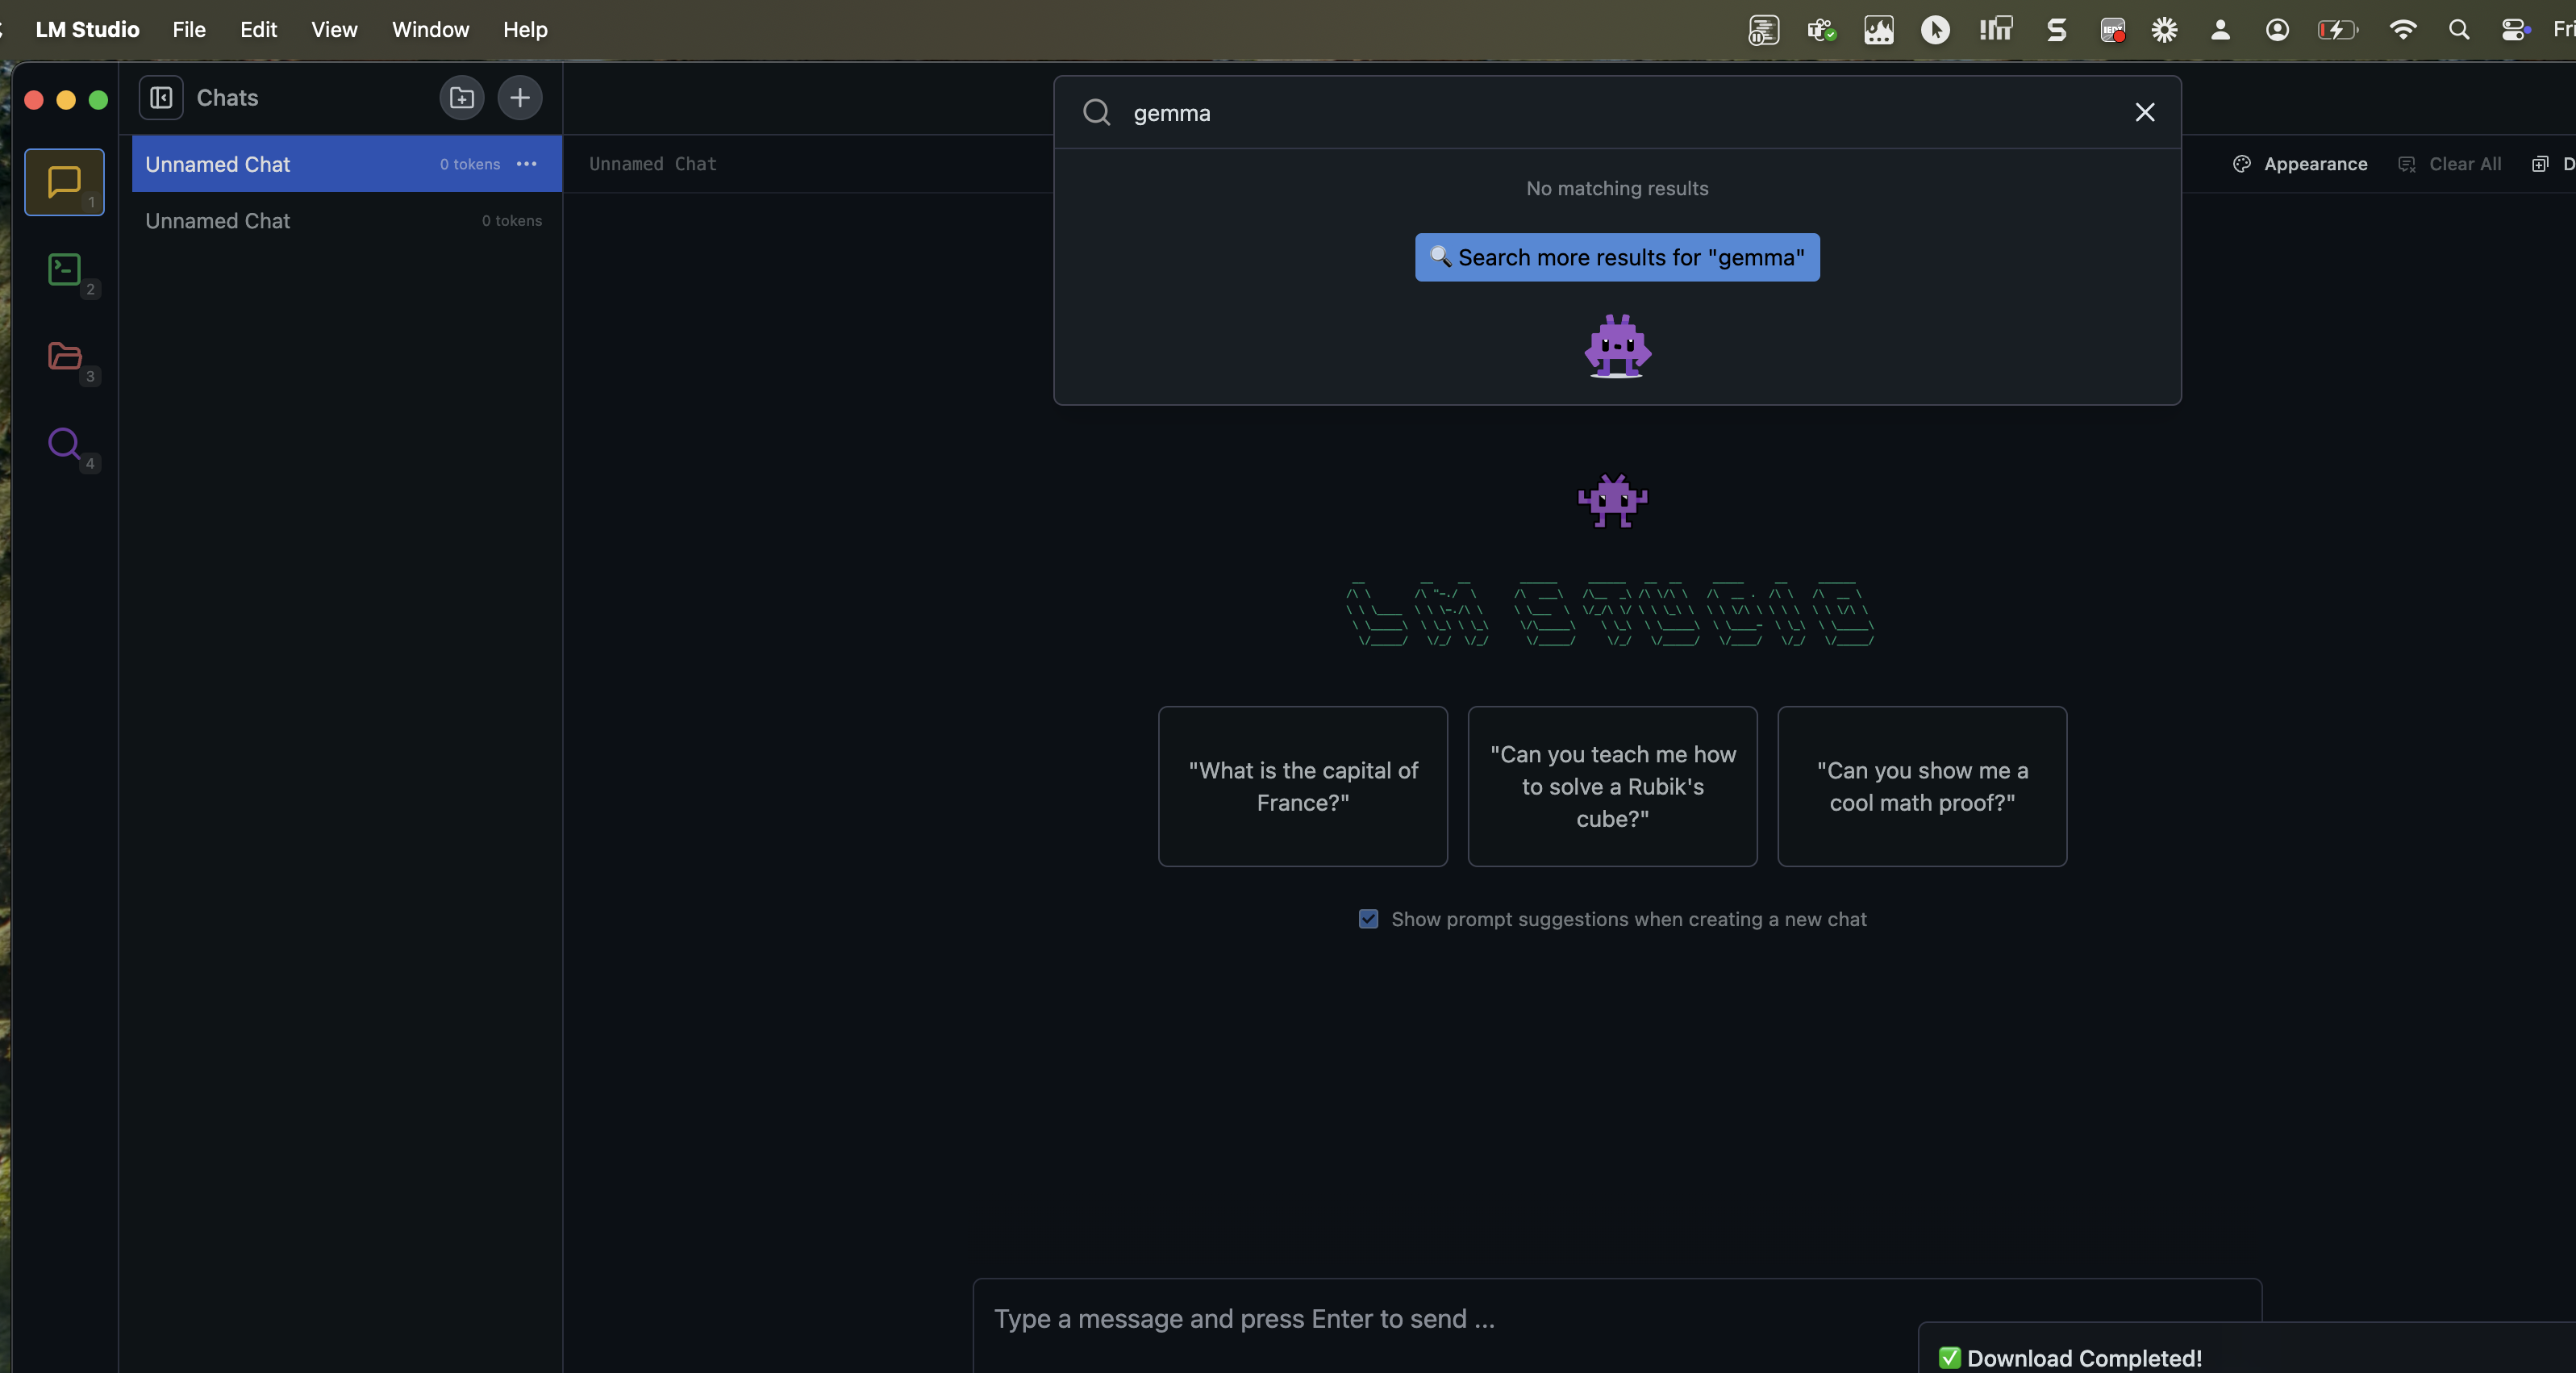 LM Studio File Edit View Window Help Fri
Chats
gemma
Unnamed Chat 0 tokens
Unnamed Chat
Appearance Clear All D
1
No matching results
Unnamed Chat 0 tokens
🔍 Search more results for "gemma"
2
3
4
LM STUDIO
"What is the capital of
France?"
"Can you teach me how
to solve a Rubik's
cube?"
"Can you show me a
cool math proof?"
Show prompt suggestions when creating a new chat
Type a message and press Enter to send ...
✅ Download Completed!